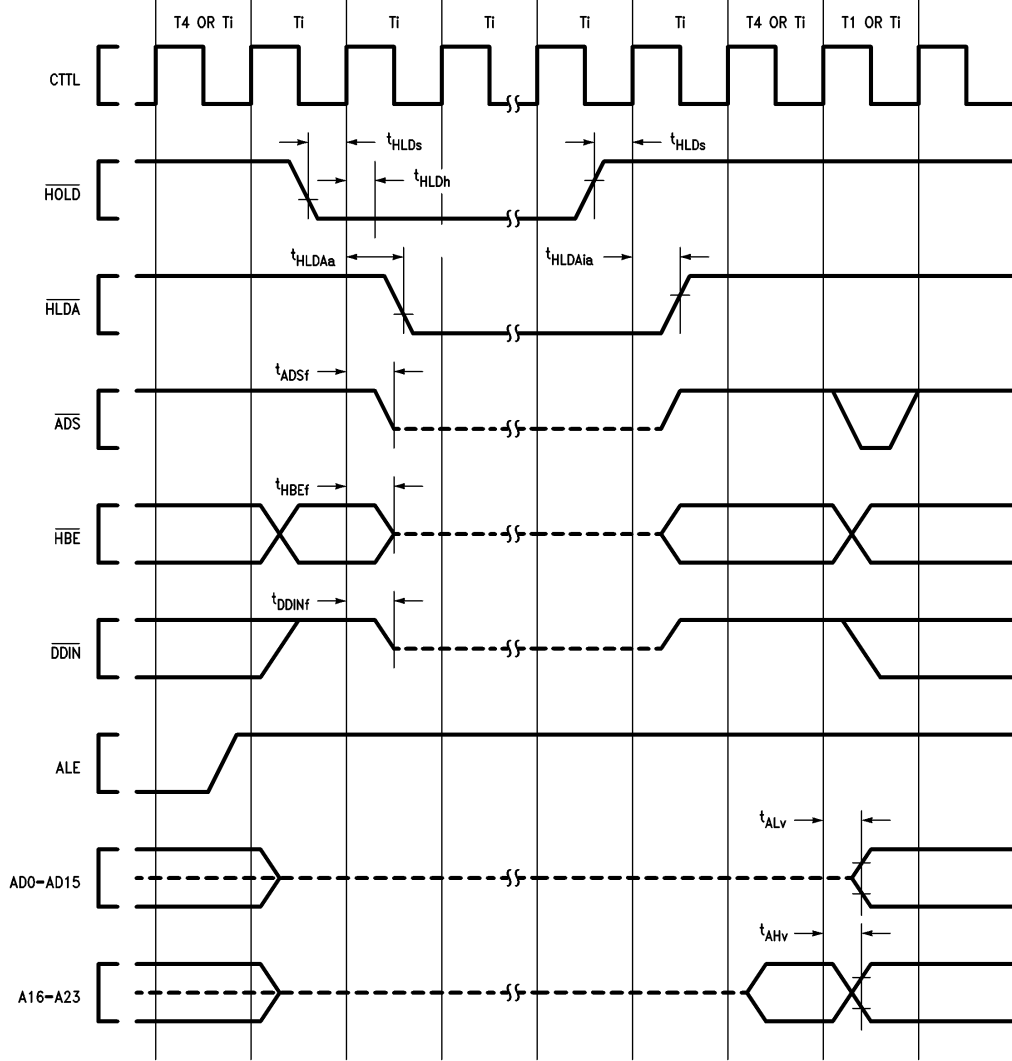 T4 OR Ti Ti Ti Ti Ti Ti T4 OR Ti T1 OR Ti
CTTL
tHLDs tHLDs
tHLDh
HOLD
tHLDAa tHLDAia
HLDA
tADSf
ADS
tHBEf
HBE
tDDINf
DDIN
ALE
tALv
AD0-AD15
tAHv
A16-A23